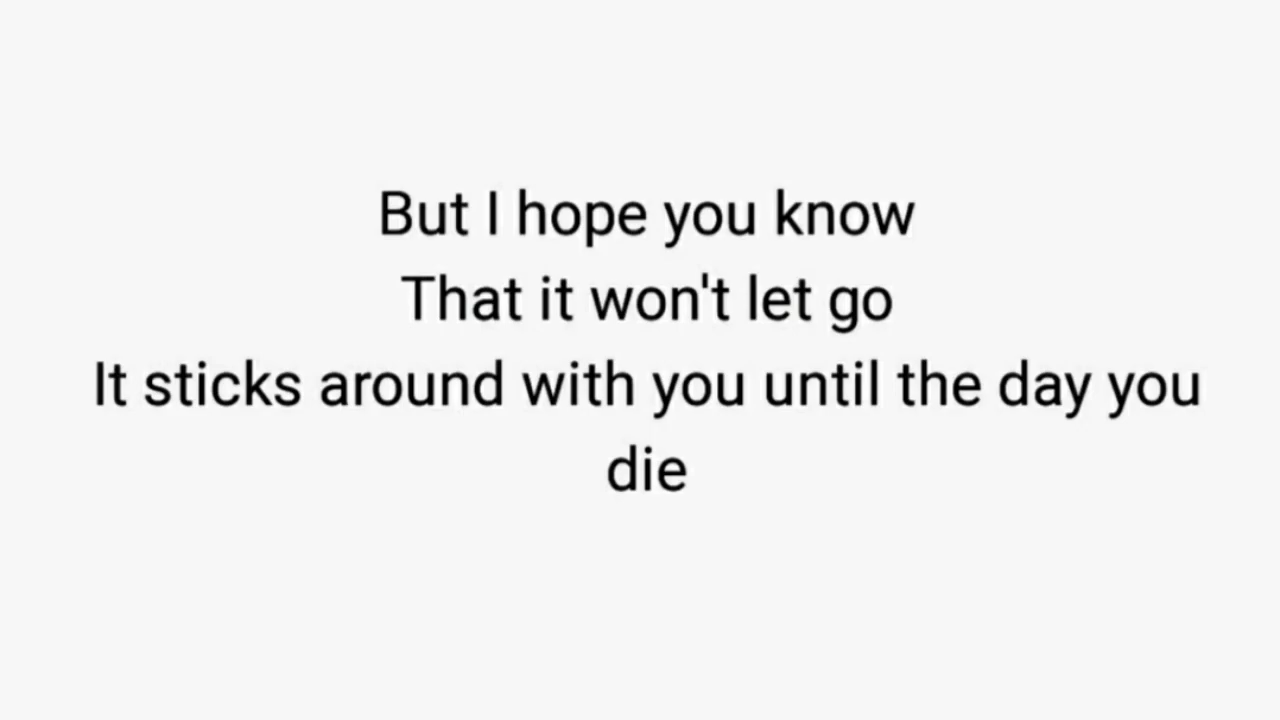 But I hope you know
That it won't let go
It sticks around with you until the day you
die